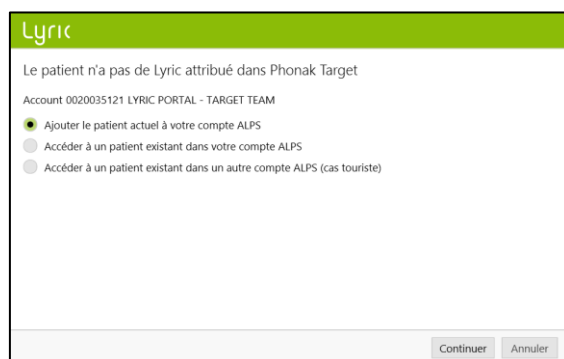 Lyric
Le patient n'a pas de Lyric attribué dans Phonak Target
Account 0020035121 LYRIC PORTAL - TARGET TEAM
Ajouter le patient actuel à votre compte ALPS
Accéder à un patient existant dans votre compte ALPS
Accéder à un patient existant dans un autre compte ALPS (cas touriste)
Continuer Annuler